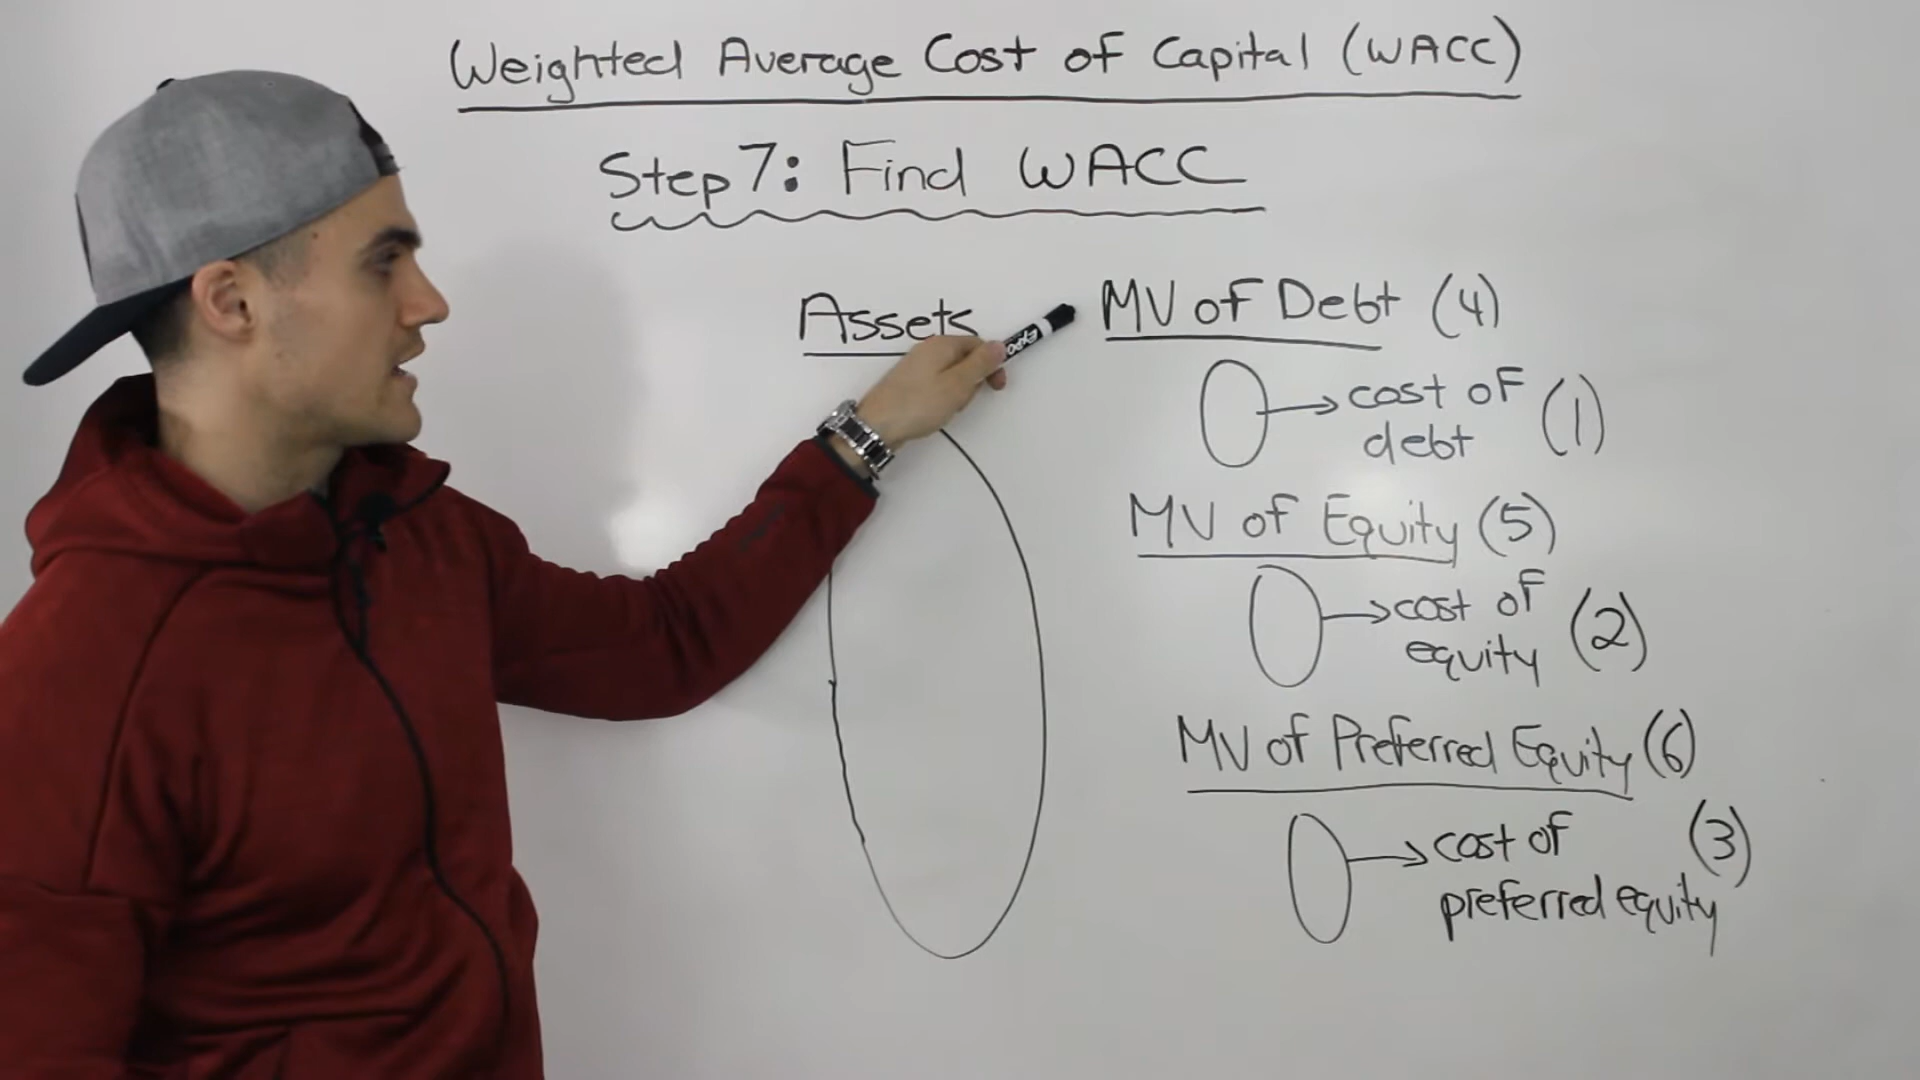 Weighted Average Cost of Capital (WACC)
Step 7: Find WACC
Assets
MV of Debt (4)
cost of
debt
(1)
MV of Equity (5)
cost of
equity
(2)
MV of Preferred Equity (6)
cost of
preferred equity
(3)
EXPO